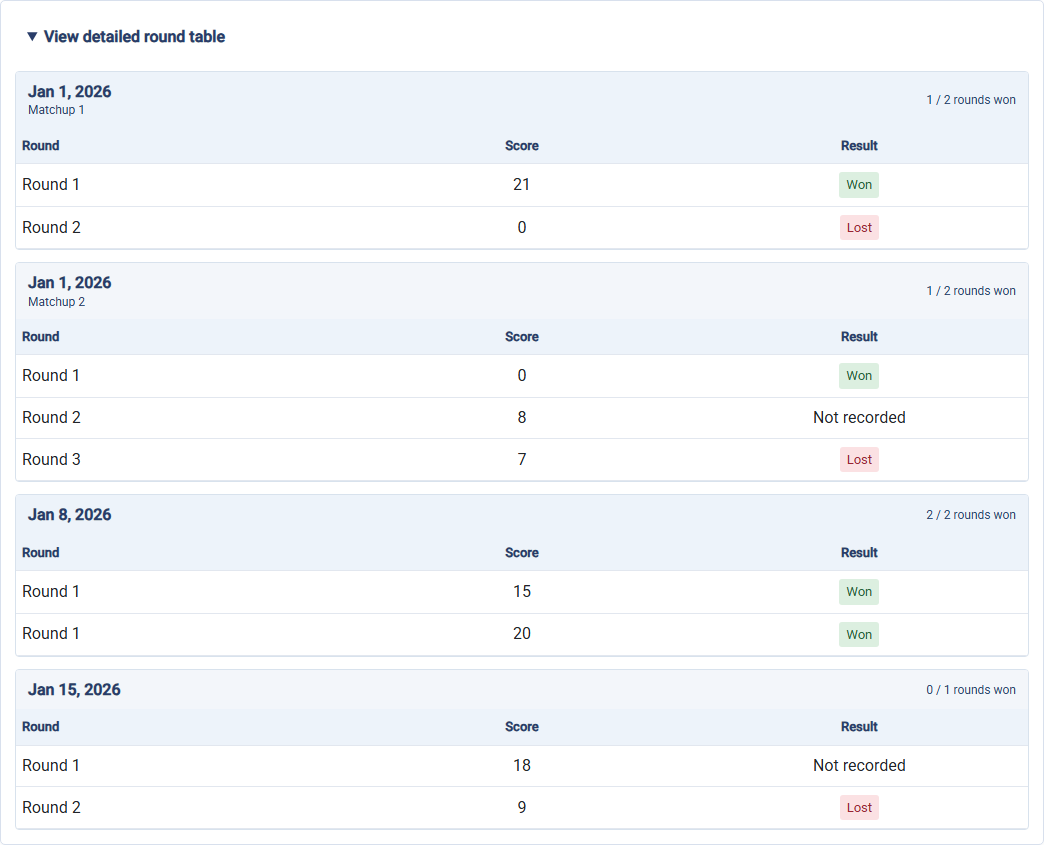 ▼ View detailed round table
Jan 1, 2026
Matchup 1
1 / 2 rounds won
Round Score Result
Round 1 21 Won
Round 2 0 Lost
Jan 1, 2026
Matchup 2
1 / 2 rounds won
Round Score Result
Round 1 0 Won
Round 2 8 Not recorded
Round 3 7 Lost
Jan 8, 2026 2 / 2 rounds won
Round Score Result
Round 1 15 Won
Round 1 20 Won
Jan 15, 2026 0 / 1 rounds won
Round Score Result
Round 1 18 Not recorded
Round 2 9 Lost